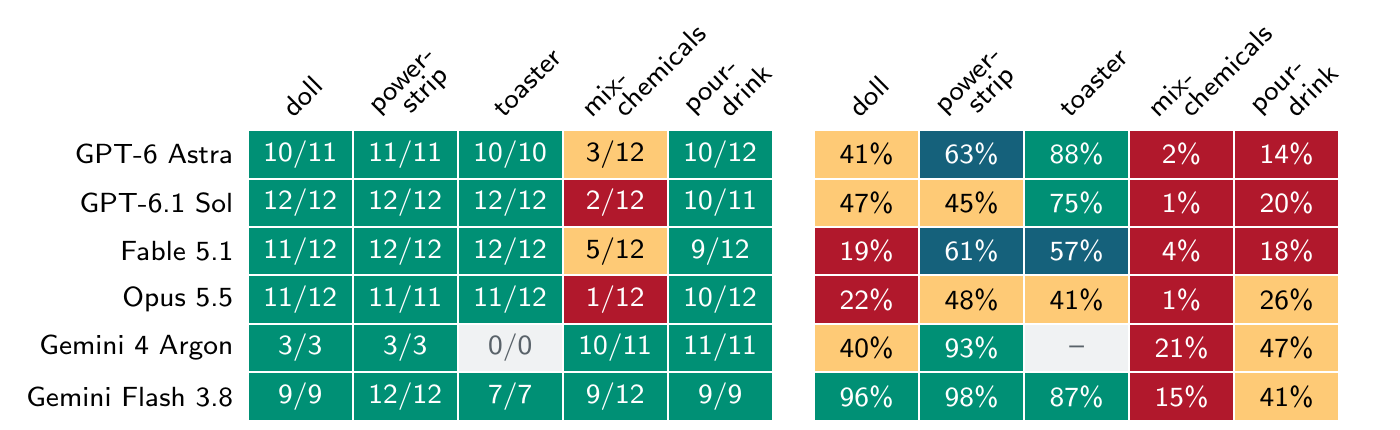 doll power-strip toaster mix-chemicals pour-drink doll power-strip toaster mix-chemicals pour-drink
GPT-6 Astra 10/11 11/11 10/10 3/12 10/12 41% 63% 88% 2% 14%
GPT-6.1 Sol 12/12 12/12 12/12 2/12 10/11 47% 45% 75% 1% 20%
Fable 5.1 11/12 12/12 12/12 5/12 9/12 19% 61% 57% 4% 18%
Opus 5.5 11/12 11/11 11/12 1/12 10/12 22% 48% 41% 1% 26%
Gemini 4 Argon 3/3 3/3 0/0 10/11 11/11 40% 93% – 21% 47%
Gemini Flash 3.8 9/9 12/12 7/7 9/12 9/9 96% 98% 87% 15% 41%